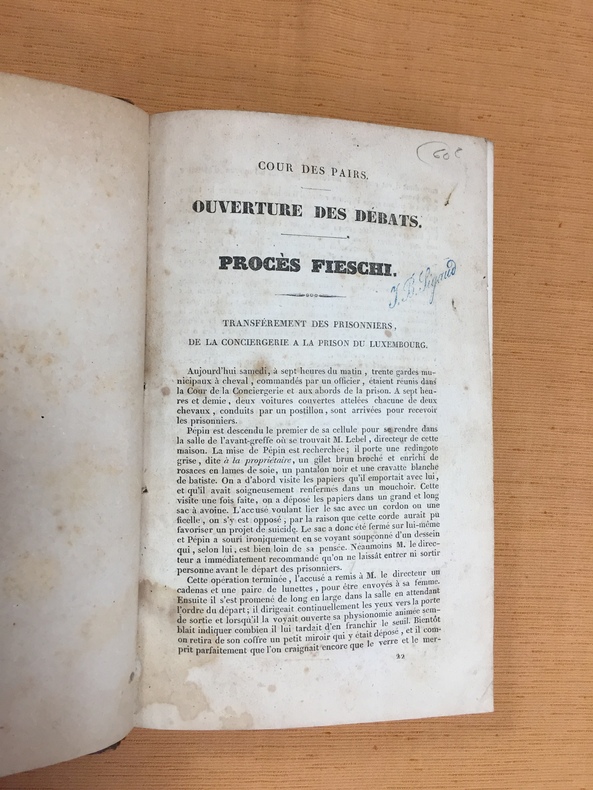 60€
COUR DES PAIRS.
OUVERTURE DES DÉBATS.
PROCÈS FIESCHI.
J. B. Sigaud
TRANSFÉREMENT DES PRISONNIERS,
DE LA CONCIERGERIE A LA PRISON DU LUXEMBOURG.
Aujourd'hui samedi, à sept heures du matin, trente gardes mu-
nicipaux à cheval, commandés par un officier, étaient réunis dans
la Cour de la Conciergerie et aux abords de la prison. A sept heu-
res et demie, deux voitures couvertes attelées chacune de deux
chevaux, conduits par un postillon, sont arrivées pour recevoir
les prisonniers.
Pépin est descendu le premier de sa cellule pour se rendre dans
la salle de l'avant-greffe où se trouvait M. Lebel, directeur de cette
maison. La mise de Pépin est recherchée; il porte une redingote
grise, dite à la propriétaire, un gilet brun broché et enrichi de
rosaces en lames de soie, un pantalon noir et une cravatte blanche
de batiste. On a d'abord visité les papiers qu'il emportait avec lui,
et qu'il avait soigneusement renfermés dans un mouchoir. Cette
visite une fois faite, on a déposé les papiers dans un grand et long
sac à avoine. L'accusé voulant lier le sac avec un cordon ou une
ficelle, on s'y est opposé, par la raison que cette corde aurait pu
favoriser un projet de suicide. Le sac a donc été fermé sur lui-même
et Pépin a souri ironiquement en se voyant soupçonné d'un dessein
qui, selon lui, est bien loin de sa pensée. Néaumoins M. le direc-
teur a immédiatement recommandé qu'on ne laissât entrer ni sortir
personne avant le départ des prisonniers.
Cette opération terminée, l'accusé a remis à M. le directeur un
cadenas et une paire de lunettes, pour être envoyés à sa femme.
Ensuite il s'est promené de long en large dans la salle en attendant
l'ordre du départ; il dirigeait continuellement les yeux vers la porte
de sortie et lorsqu'il la voyait ouverte sa physionomie animée sem-
blait indiquer combien il lui tardait d'en franchir le seuil. Bientôt
on retira de son coffre un petit miroir qui y était déposé, et il com-
prit parfaitement que l'on craignait encore que le verre et le mer-
22